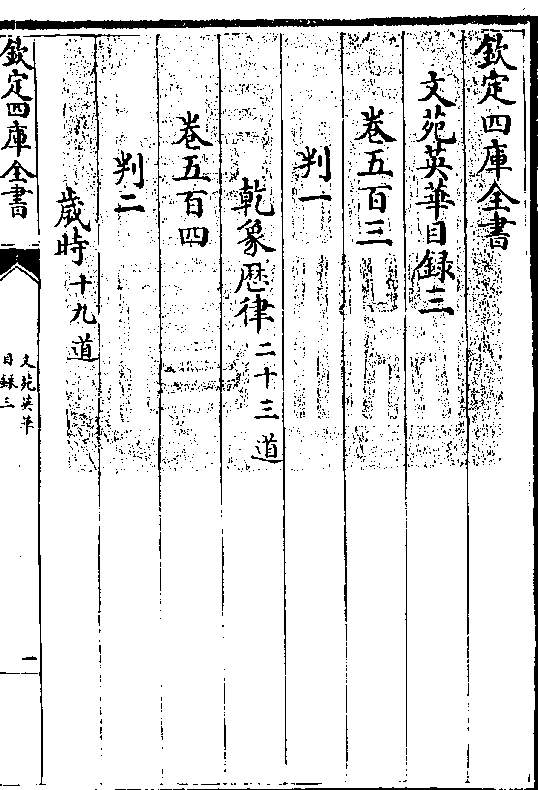 欽定四庫全書
文苑英華目録三
卷五百三
判一
乾象厯律二十三道
卷五百四
判二
歲時十九道
欽定四庫全書
文苑英華
目録三
一